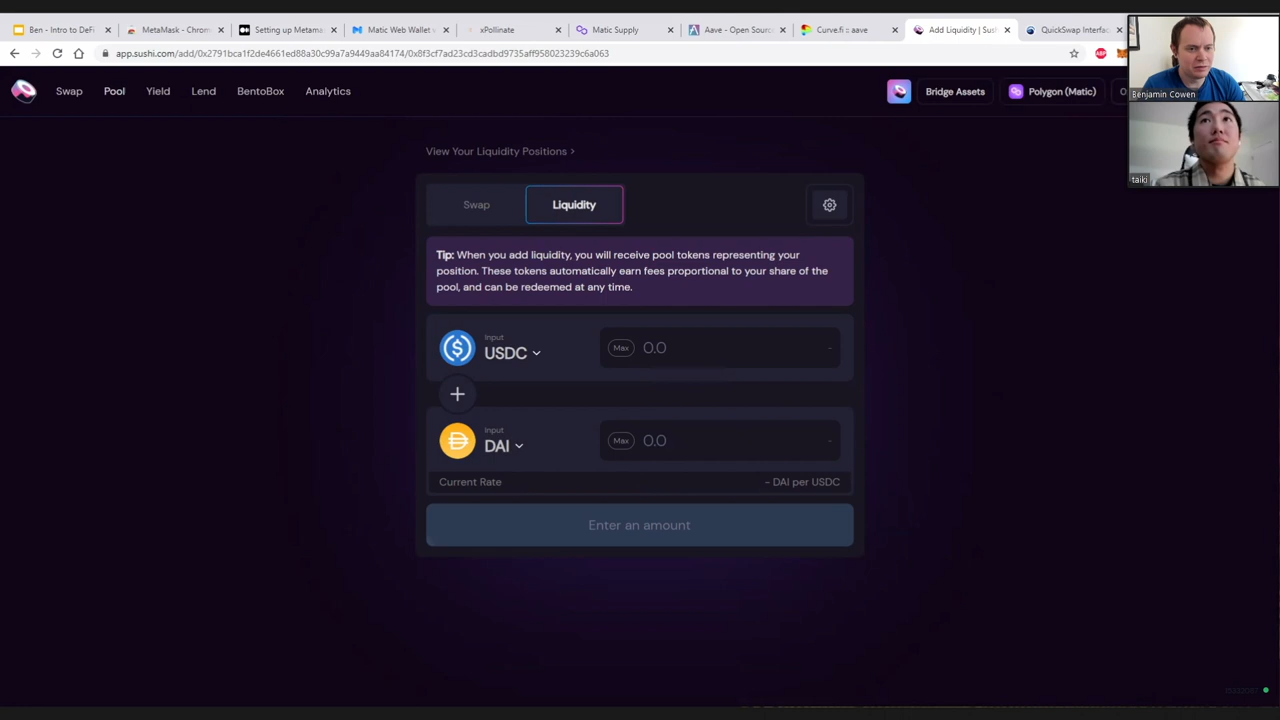 Ben - Intro to DeFi
MetaMask - Chrom
Setting up Metama
Matic Web Wallet
xPollinate
Matic Supply
Aave - Open Sourc
Curve.fi :: aave
Add Liquidity | Sus
QuickSwap Interfa
app.sushi.com/add/0x2791bca1f2de4661ed88a30c99a7a9449aa84174/0x8f3cf7ad23cd3cadbd9735aff958023239c6a063
ABP
Swap
Pool
Yield
Lend
BentoBox
Analytics
Bridge Assets
Polygon (Matic)
Benjamin Cowen
taiki
View Your Liquidity Positions >
Swap
Liquidity
Tip: When you add liquidity, you will receive pool tokens representing your
position. These tokens automatically earn fees proportional to your share of the
pool, and can be redeemed at any time.
Input
USDC
Max 0.0 -
+
Input
DAI
Max 0.0 -
Current Rate
- DAI per USDC
Enter an amount